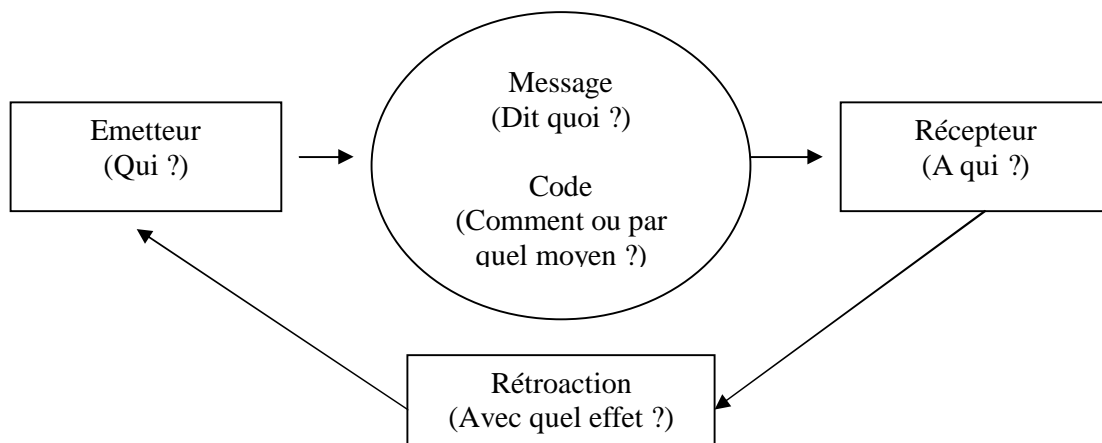 Emetteur
(Qui ?)
Message
(Dit quoi ?)
Code
(Comment ou par
quel moyen ?)
Récepteur
(A qui ?)
Rétroaction
(Avec quel effet ?)